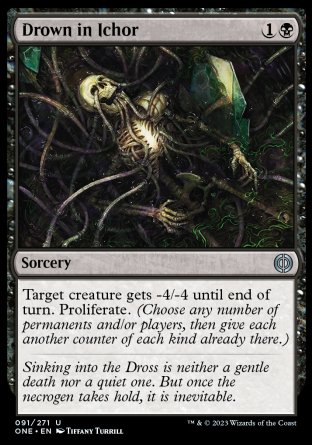 Drown in Ichor 1
Sorcery
Target creature gets -4/-4 until end of
turn. Proliferate. (Choose any number of
permanents and/or players, then give each
another counter of each kind already there.)
Sinking into the Dross is neither a gentle
death nor a quiet one. But once the
necrogen takes hold, it is inevitable.
091/271 U
ONE • EN TIFFANY TURRILL ™ & © 2023 Wizards of the Coast